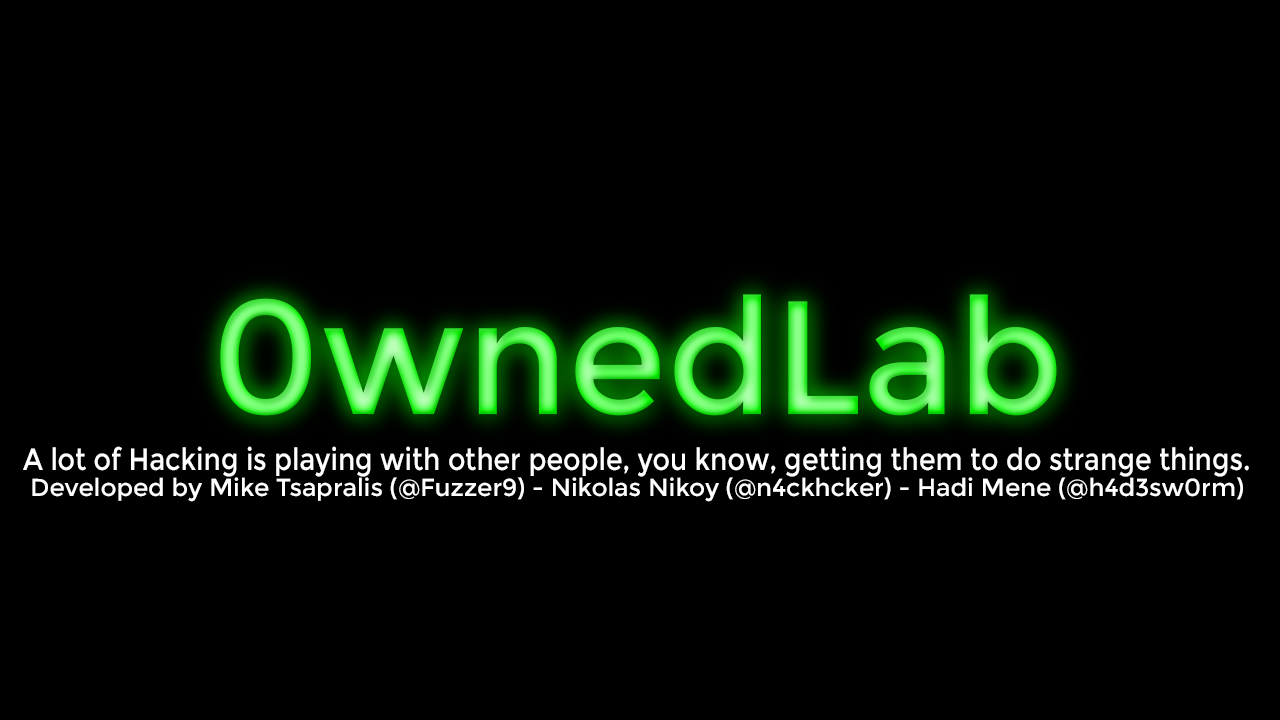 0wnedLab
A lot of Hacking is playing with other people, you know, getting them to do strange things.
Developed by Mike Tsapralis (@Fuzzer9) - Nikolas Nikoy (@n4ckhcker) - Hadi Mene (@h4d3sw0rm)